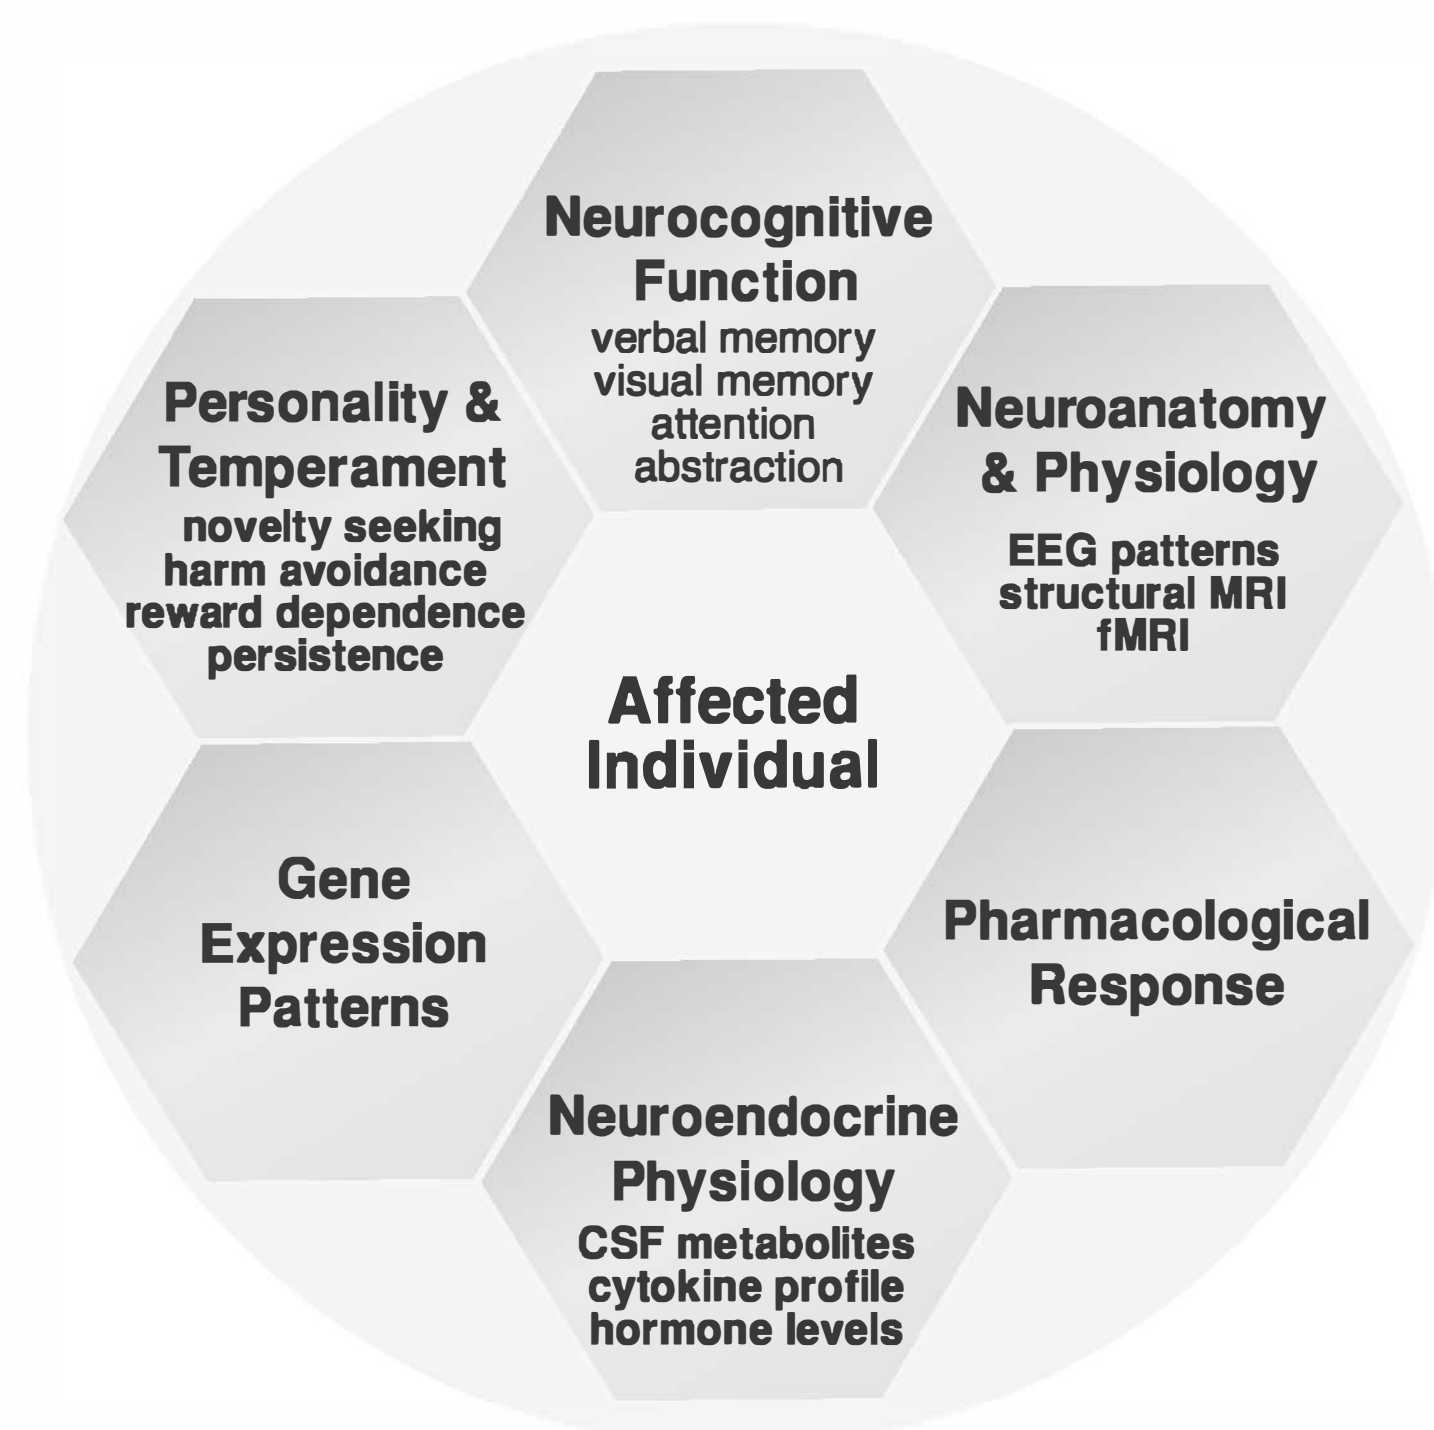 Neurocognitive
Function
verbal memory
visual memory
attention
abstraction
Personality &
Temperament
novelty seeking
harm avoidance
reward dependence
persistence
Neuroanatomy
& Physiology
EEG patterns
structural MRI
fMRI
Affected
Individual
Gene
Expression
Patterns
Pharmacological
Response
Neuroendocrine
Physiology
CSF metabolites
cytokine profile
hormone levels